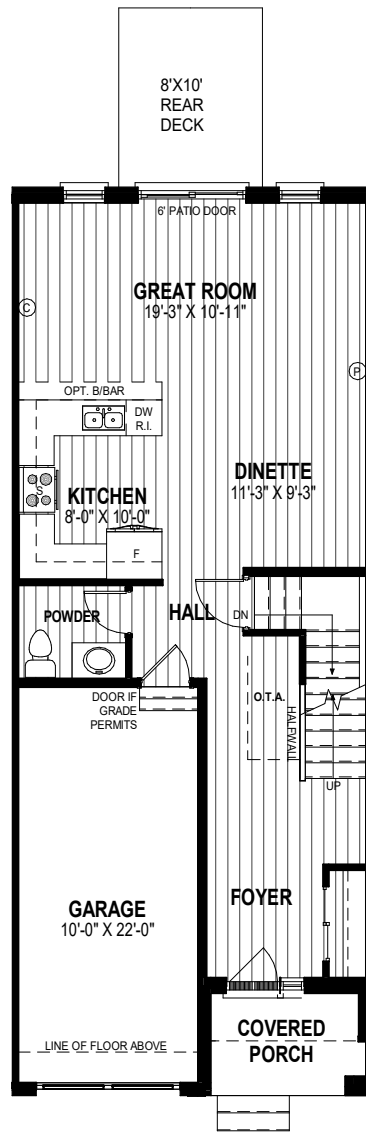 8'X10'
REAR
DECK
6' PATIO DOOR
GREAT ROOM
19'-3" X 10'-11"
C
P
OPT. B/BAR
DW
R.I.
DINETTE
11'-3" X 9'-3"
S
KITCHEN
8'-0" X 10'-0"
F
POWDER
HALL
DN
DOOR IF
GRADE
PERMITS
O.T.A.
HALFWALL
UP
FOYER
GARAGE
10'-0" X 22'-0"
COVERED
PORCH
LINE OF FLOOR ABOVE